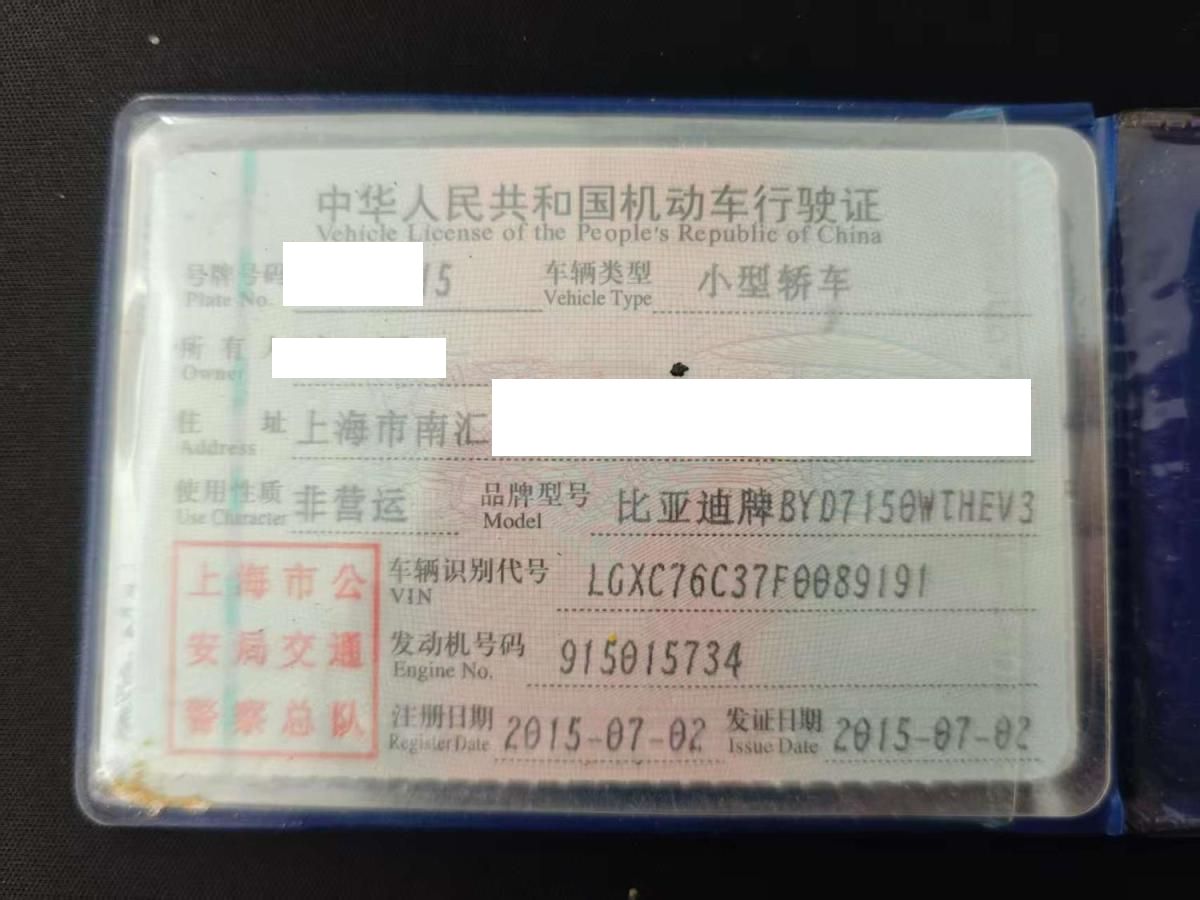 中华人民共和国机动车行驶证
Vehicle License of the People's Republic of China
号牌号码 15 车辆类型 小型轿车
Plate No. Vehicle Type
所有
Owner
住址 上海市南汇
Address
使用性质 非营运 品牌型号 比亚迪牌BYD7150WTHEV3
Use Character Model
上海市公
安局交通
警察总队
车辆识别代号 LGXC76C37F0089191
VIN
发动机号码 915015734
Engine No.
注册日期 2015-07-02 发证日期 2015-07-02
Register Date Issue Date